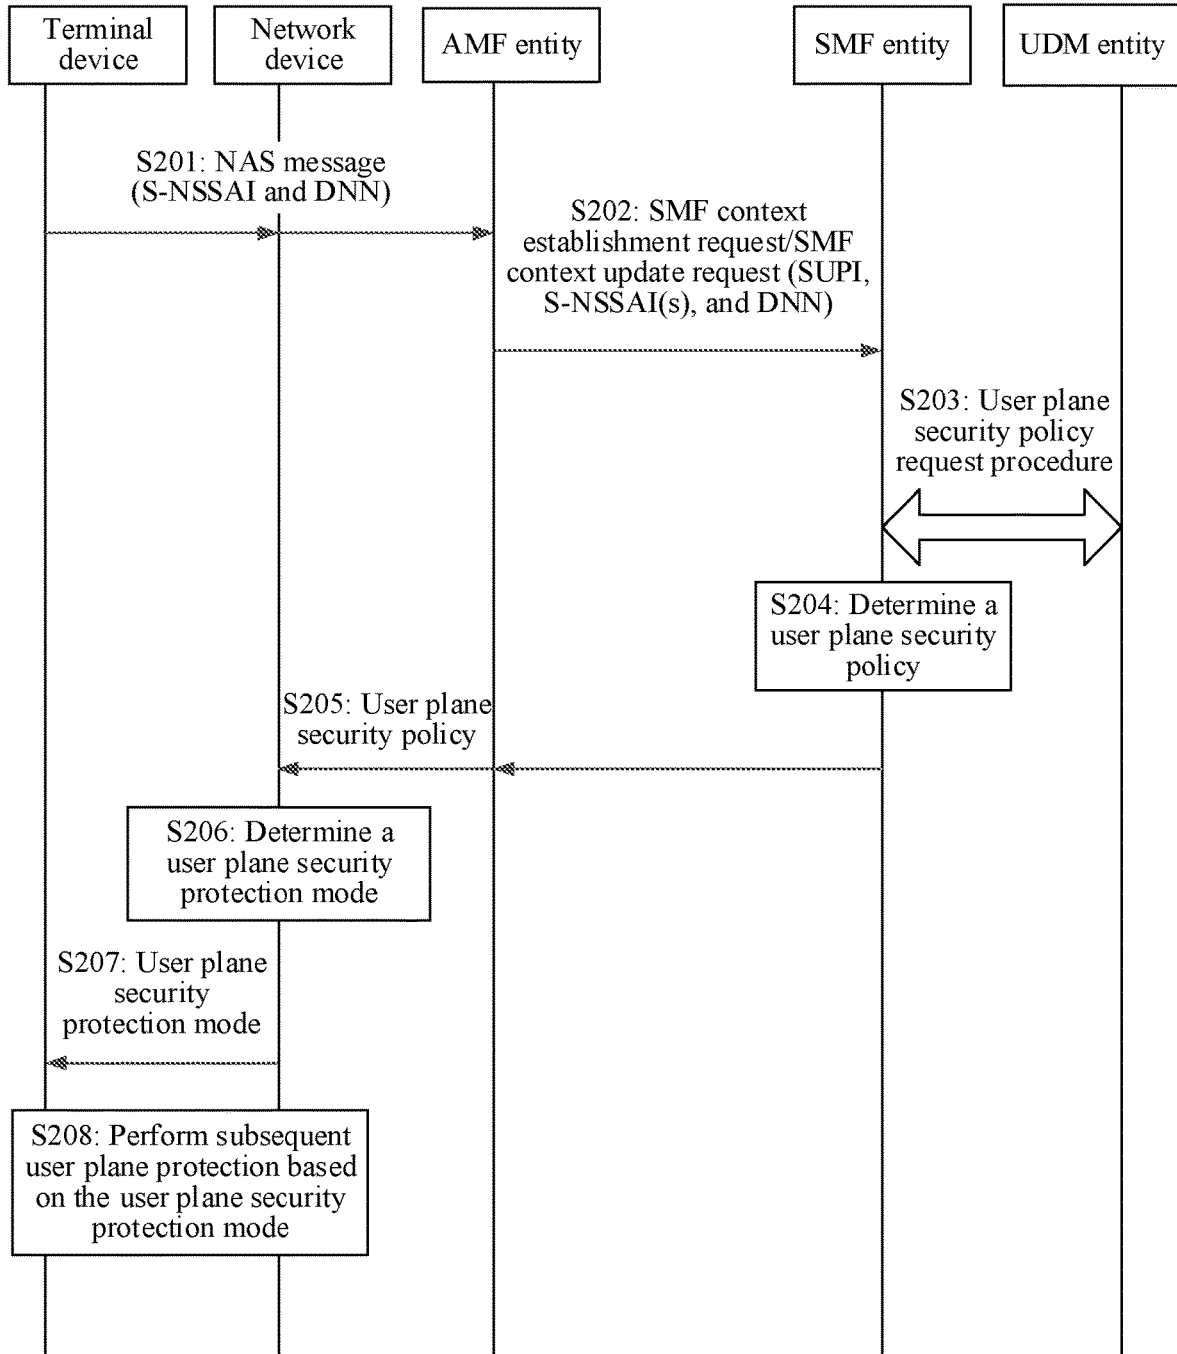 Terminal
device
Network
device
AMF entity
SMF entity
UDM entity
S201: NAS message
(S-NSSAI and DNN)
S202: SMF context
establishment request/SMF
context update request (SUPI,
S-NSSAI(s), and DNN)
S203: User plane
security policy
request procedure
S204: Determine a
user plane security
policy
S205: User plane
security policy
S206: Determine a
user plane security
protection mode
S207: User plane
security
protection mode
S208: Perform subsequent
user plane protection based
on the user plane security
protection mode